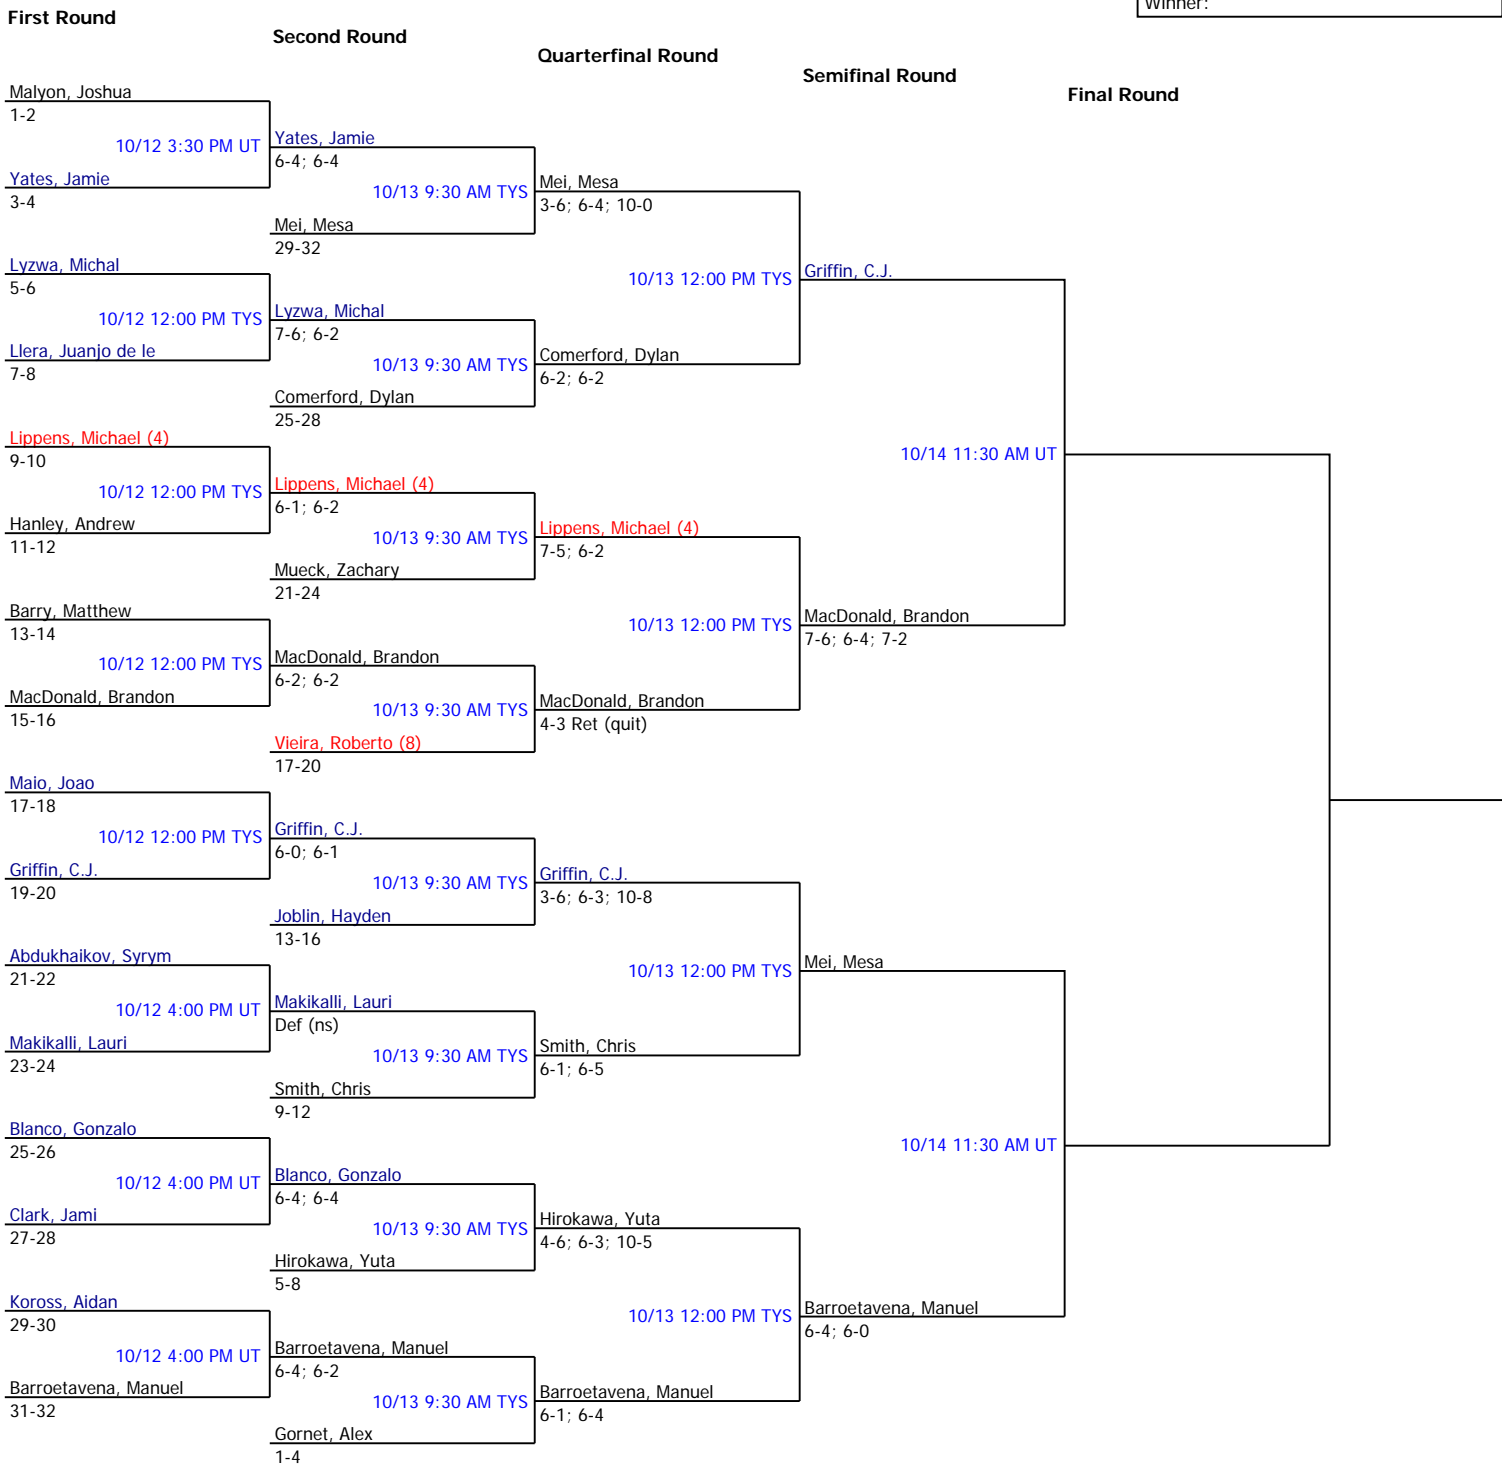 Winner:
First Round
Second Round
Quarterfinal Round
Semifinal Round
Final Round
Malyon, Joshua
1-2
10/12 3:30 PM UT
Yates, Jamie
3-4
Lyzwa, Michal
5-6
10/12 12:00 PM TYS
Llera, Juanjo de le
7-8
Lippens, Michael (4)
9-10
10/12 12:00 PM TYS
Hanley, Andrew
11-12
Barry, Matthew
13-14
10/12 12:00 PM TYS
MacDonald, Brandon
15-16
Maio, Joao
17-18
10/12 12:00 PM TYS
Griffin, C.J.
19-20
Abdukhaikov, Syrym
21-22
10/12 4:00 PM UT
Makikalli, Lauri
23-24
Blanco, Gonzalo
25-26
10/12 4:00 PM UT
Clark, Jami
27-28
Koross, Aidan
29-30
10/12 4:00 PM UT
Barroetavena, Manuel
31-32
Yates, Jamie
6-4; 6-4
10/13 9:30 AM TYS
Mei, Mesa
29-32
Lyzwa, Michal
7-6; 6-2
10/13 9:30 AM TYS
Comerford, Dylan
25-28
Lippens, Michael (4)
6-1; 6-2
10/13 9:30 AM TYS
Mueck, Zachary
21-24
MacDonald, Brandon
6-2; 6-2
10/13 9:30 AM TYS
Vieira, Roberto (8)
17-20
Griffin, C.J.
6-0; 6-1
10/13 9:30 AM TYS
Joblin, Hayden
13-16
Makikalli, Lauri
Def (ns)
10/13 9:30 AM TYS
Smith, Chris
9-12
Blanco, Gonzalo
6-4; 6-4
10/13 9:30 AM TYS
Hirokawa, Yuta
5-8
Barroetavena, Manuel
6-4; 6-2
10/13 9:30 AM TYS
Gornet, Alex
1-4
Mei, Mesa
3-6; 6-4; 10-0
10/13 12:00 PM TYS
Comerford, Dylan
6-2; 6-2
Lippens, Michael (4)
7-5; 6-2
10/13 12:00 PM TYS
MacDonald, Brandon
4-3 Ret (quit)
Griffin, C.J.
3-6; 6-3; 10-8
10/13 12:00 PM TYS
Smith, Chris
6-1; 6-5
Hirokawa, Yuta
4-6; 6-3; 10-5
10/13 12:00 PM TYS
Barroetavena, Manuel
6-1; 6-4
Griffin, C.J.
10/14 11:30 AM UT
MacDonald, Brandon
7-6; 6-4; 7-2
Mei, Mesa
10/14 11:30 AM UT
Barroetavena, Manuel
6-4; 6-0